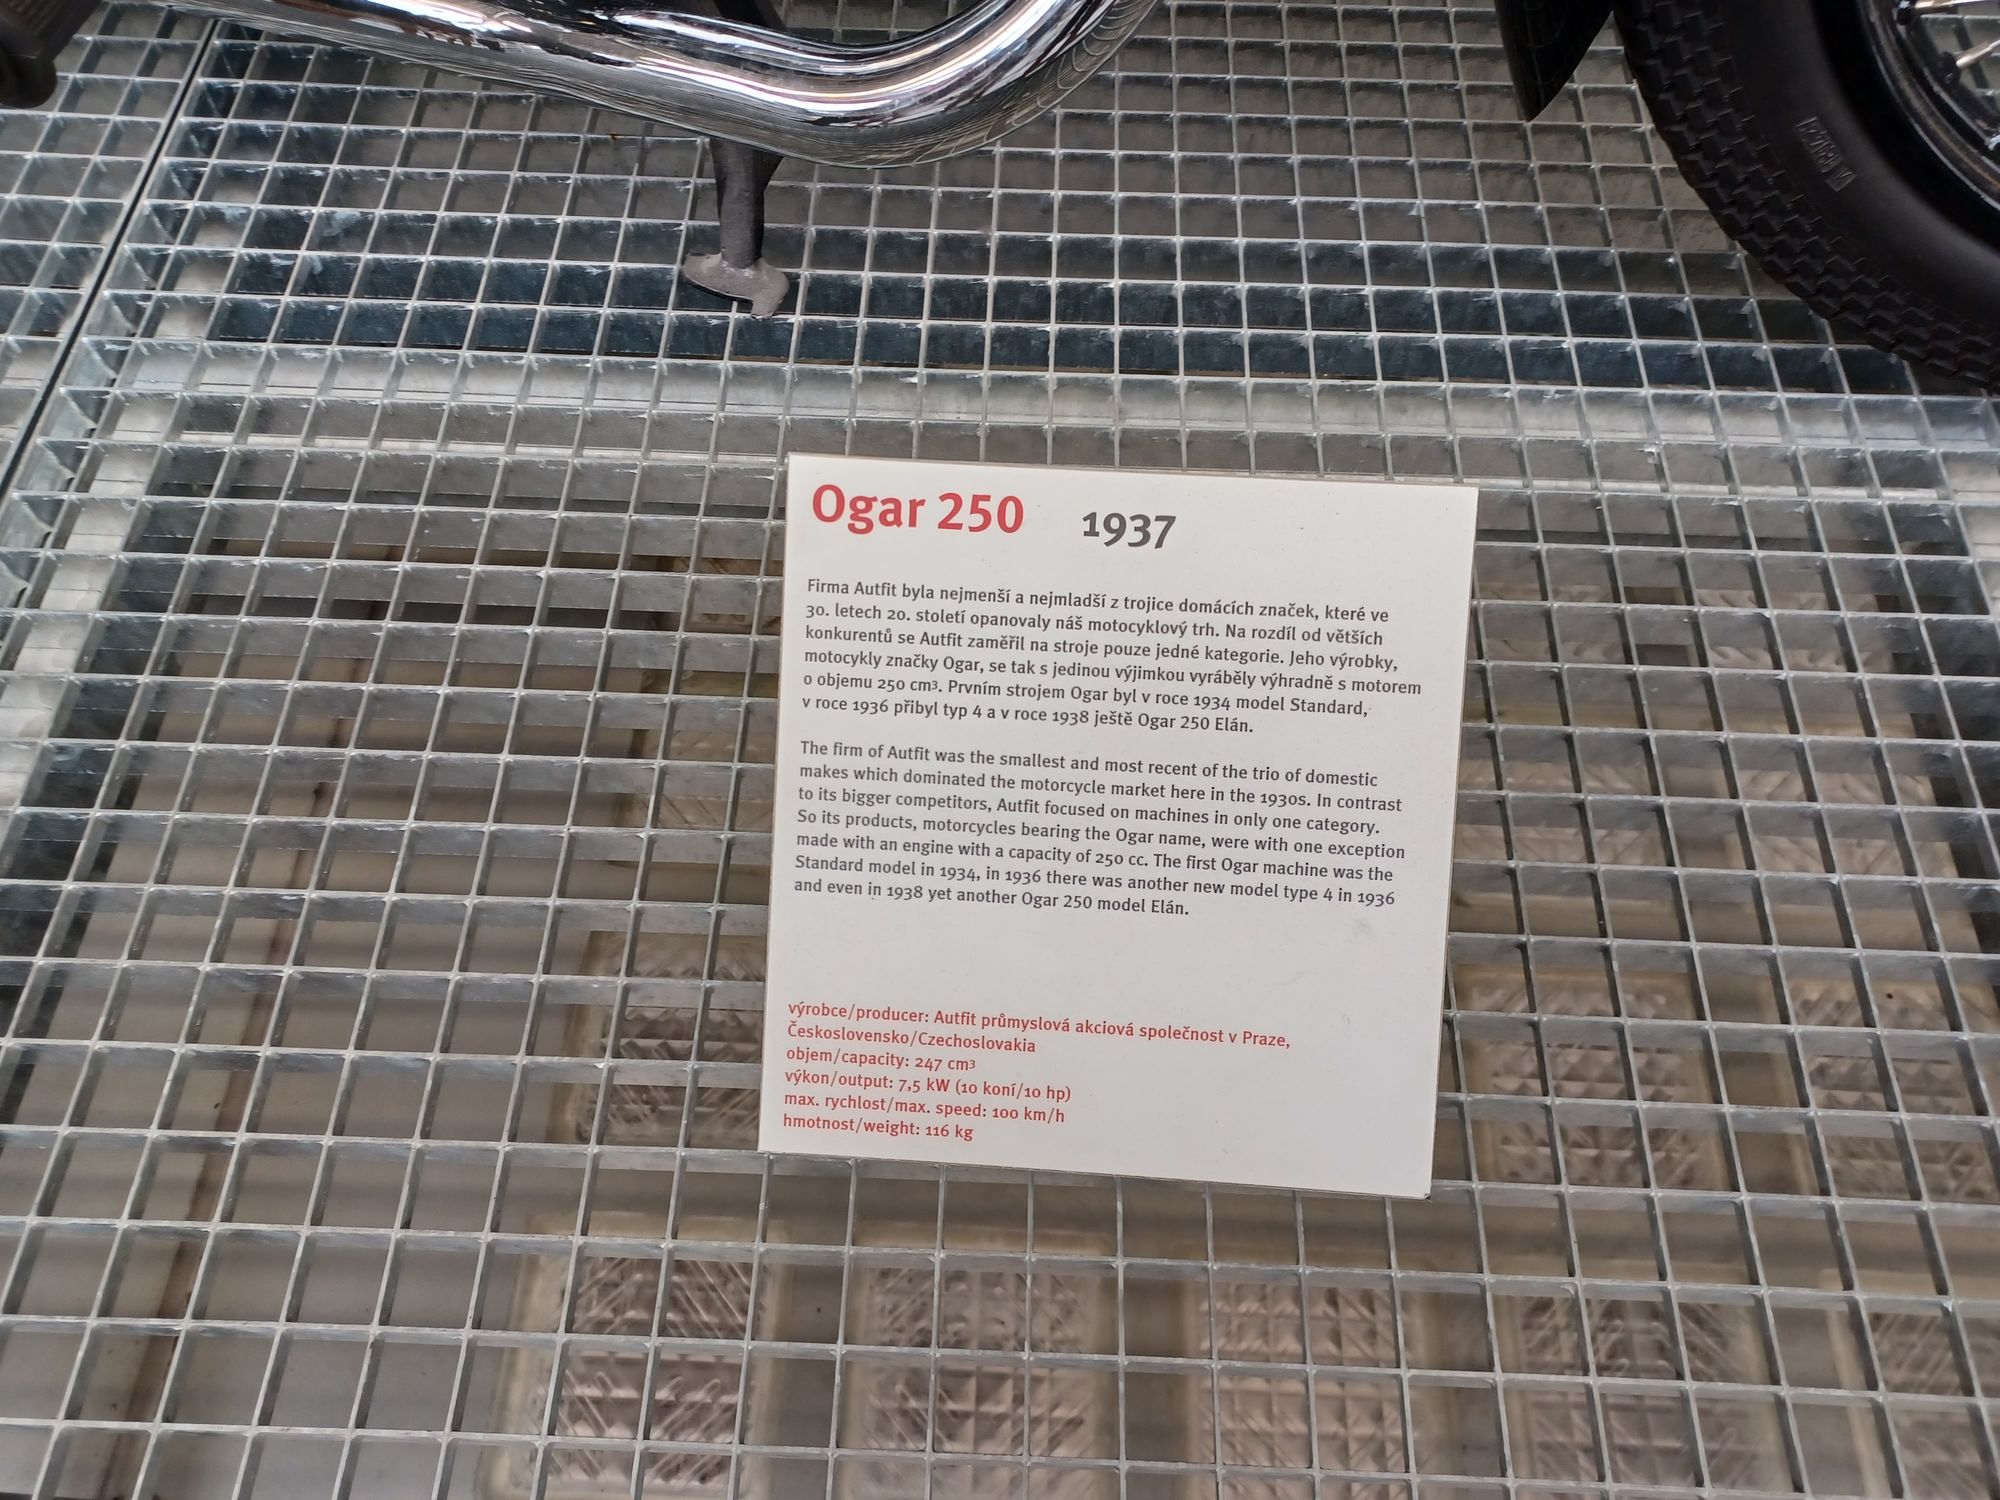 Ogar 250 1937
Firma Autfit byla nejmenší a nejmladší z trojice domácích značek, které ve
30. letech 20. století opanovaly náš motocyklový trh. Na rozdíl od větších
konkurentů se Autfit zaměřil na stroje pouze jedné kategorie. Jeho výrobky,
motocykly značky Ogar, se tak s jedinou výjimkou vyráběly výhradně s motorem
o objemu 250 cm³. Prvním strojem Ogar byl v roce 1934 model Standard,
v roce 1936 přibyl typ 4 a v roce 1938 ještě Ogar 250 Elán.
The firm of Autfit was the smallest and most recent of the trio of domestic
makes which dominated the motorcycle market here in the 1930s. In contrast
to its bigger competitors, Autfit focused on machines in only one category.
So its products, motorcycles bearing the Ogar name, were with one exception
made with an engine with a capacity of 250 cc. The first Ogar machine was the
Standard model in 1934, in 1936 there was another new model type 4 in 1936
and even in 1938 yet another Ogar 250 model Elán.
výrobce/producer: Autfit průmyslová akciová společnost v Praze,
Československo/Czechoslovakia
objem/capacity: 247 cm³
výkon/output: 7,5 kW (10 koní/10 hp)
max. rychlost/max. speed: 100 km/h
hmotnost/weight: 116 kg